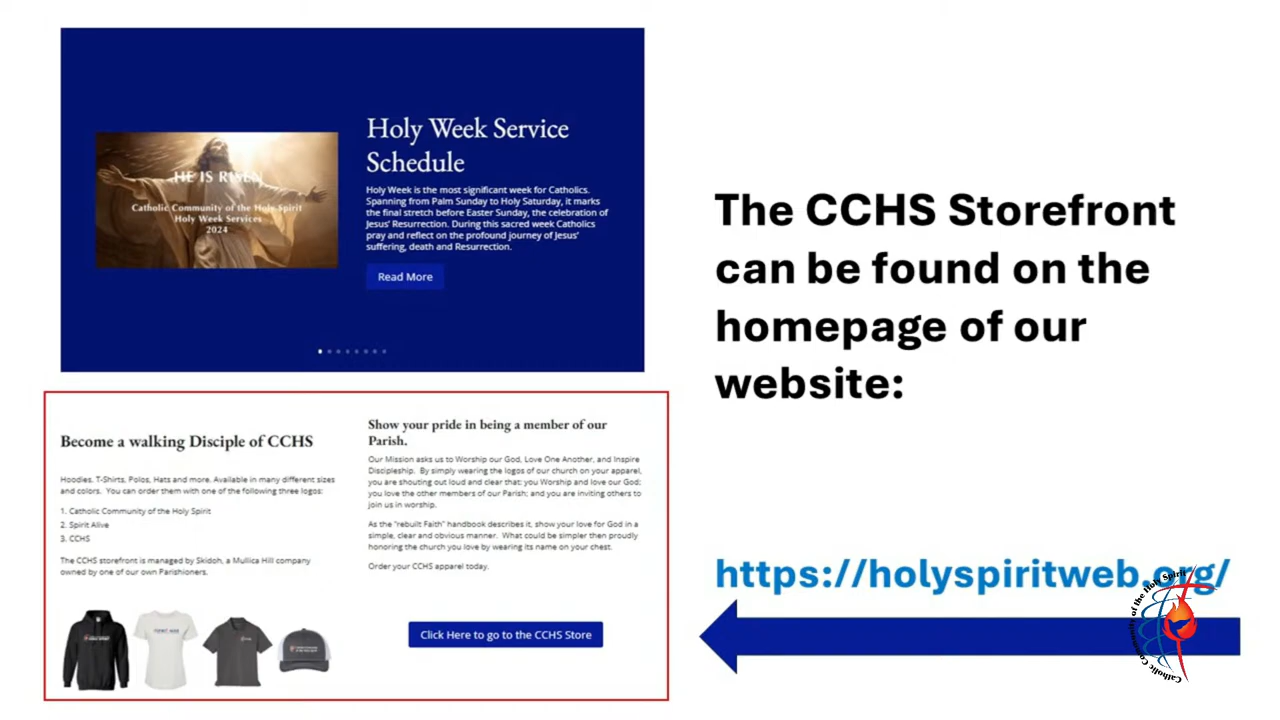 HE IS RISEN
Catholic Community of the Holy Spirit
Holy Week Services
2024
Holy Week Service
Schedule
Holy Week is the most significant week for Catholics.
Spanning from Palm Sunday to Holy Saturday, it marks
the final stretch before Easter Sunday, the celebration of
Jesus' Resurrection. During this sacred week Catholics
pray and reflect on the profound journey of Jesus'
suffering, death and Resurrection.
Read More
Become a walking Disciple of CCHS
Hoodies. T-Shirts, Polos, Hats and more. Available in many different sizes
and colors. You can order them with one of the following three logos:
1. Catholic Community of the Holy Spirit
2. Spirit Alive
3. CCHS
The CCHS storefront is managed by Skidoh, a Mullica Hill company
owned by one of our own Parishioners.
Show your pride in being a member of our
Parish.
Our Mission asks us to Worship our God, Love One Another, and Inspire
Discipleship. By simply wearing the logos of our church on your apparel,
you are shouting out loud and clear that: you Worship and love our God;
you love the other members of our Parish; and you are inviting others to
join us in worship.
As the "rebuilt Faith" handbook describes it, show your love for God in a
simple, clear and obvious manner. What could be simpler then proudly
honoring the church you love by wearing its name on your chest.
Order your CCHS apparel today.
Click Here to go to the CCHS Store
The CCHS Storefront
can be found on the
homepage of our
website:
https://holyspiritweb.org/
Catholic Community of the Holy Spirit